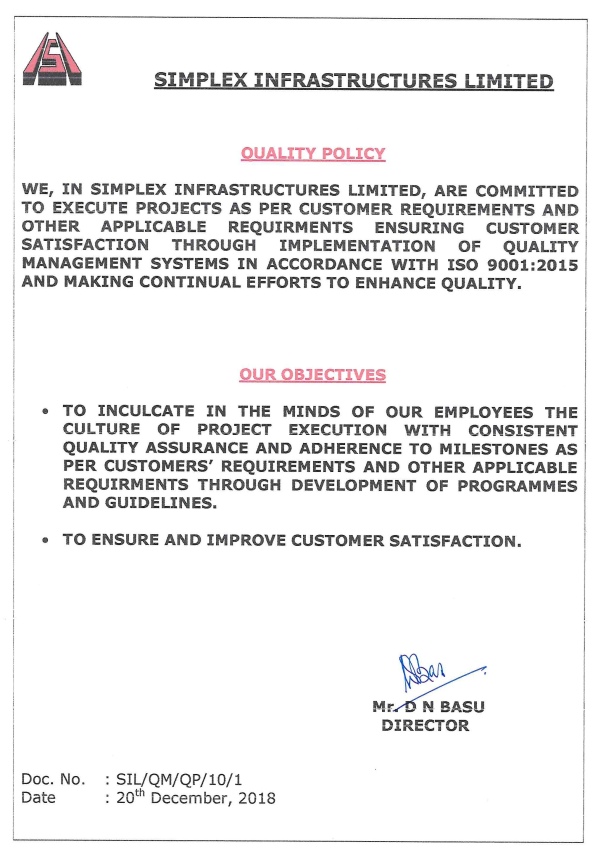 SIMPLEX INFRASTRUCTURES LIMITED
QUALITY POLICY
WE, IN SIMPLEX INFRASTRUCTURES LIMITED, ARE COMMITTED
TO EXECUTE PROJECTS AS PER CUSTOMER REQUIREMENTS AND
OTHER APPLICABLE REQUIRMENTS ENSURING CUSTOMER
SATISFACTION THROUGH IMPLEMENTATION OF QUALITY
MANAGEMENT SYSTEMS IN ACCORDANCE WITH ISO 9001:2015
AND MAKING CONTINUAL EFFORTS TO ENHANCE QUALITY.
OUR OBJECTIVES
• TO INCULCATE IN THE MINDS OF OUR EMPLOYEES THE
CULTURE OF PROJECT EXECUTION WITH CONSISTENT
QUALITY ASSURANCE AND ADHERENCE TO MILESTONES AS
PER CUSTOMERS’ REQUIREMENTS AND OTHER APPLICABLE
REQUIRMENTS THROUGH DEVELOPMENT OF PROGRAMMES
AND GUIDELINES.
• TO ENSURE AND IMPROVE CUSTOMER SATISFACTION.
Mr. D N BASU
DIRECTOR
Doc. No. : SIL/QM/QP/10/1
Date : 20th December, 2018